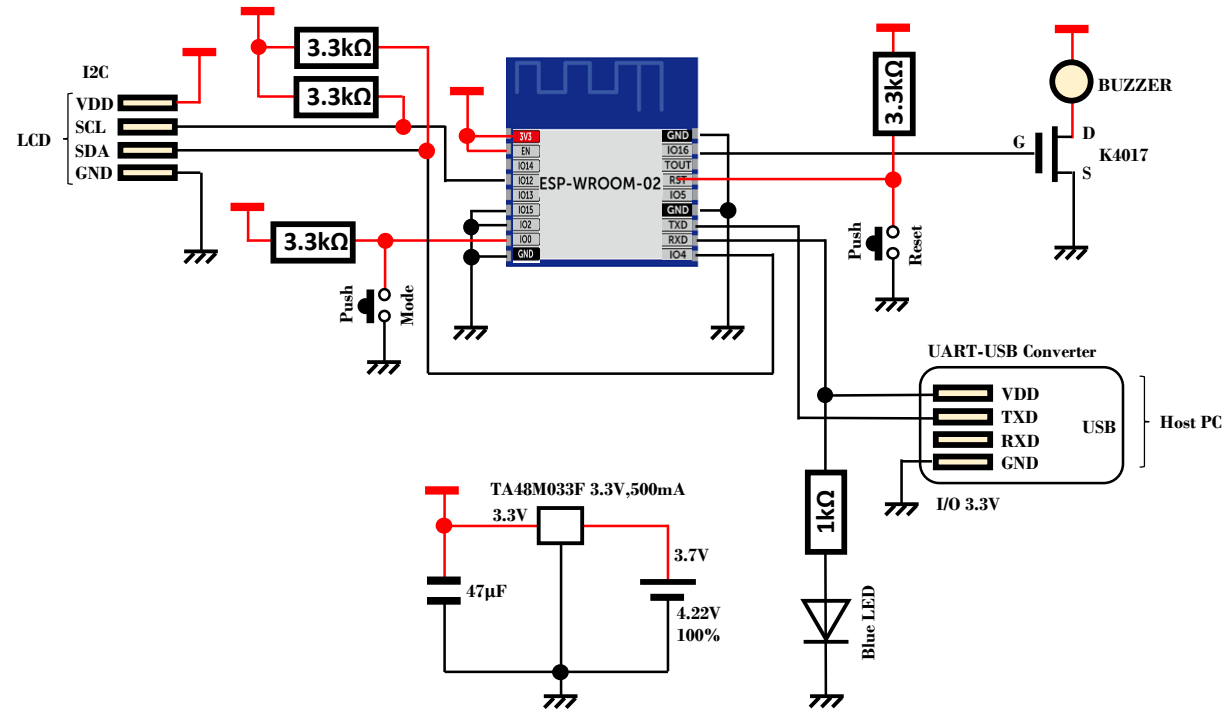 I2C
LCD
VDD
SCL
SDA
GND
3.3kΩ
3.3kΩ
3.3kΩ
Push
Mode
ESP-WROOM-02
3V3
EN
IO14
IO12
IO13
IO15
IO2
IO0
GND
GND
IO16
TOUT
RST
IO5
GND
TXD
RXD
IO4
3.3kΩ
Push
Reset
BUZZER
G
D
K4017
S
UART-USB Converter
VDD
TXD
RXD
GND
USB
Host PC
I/O 3.3V
1kΩ
Blue LED
TA48M033F 3.3V,500mA
3.3V
3.7V
47μF
4.22V
100%